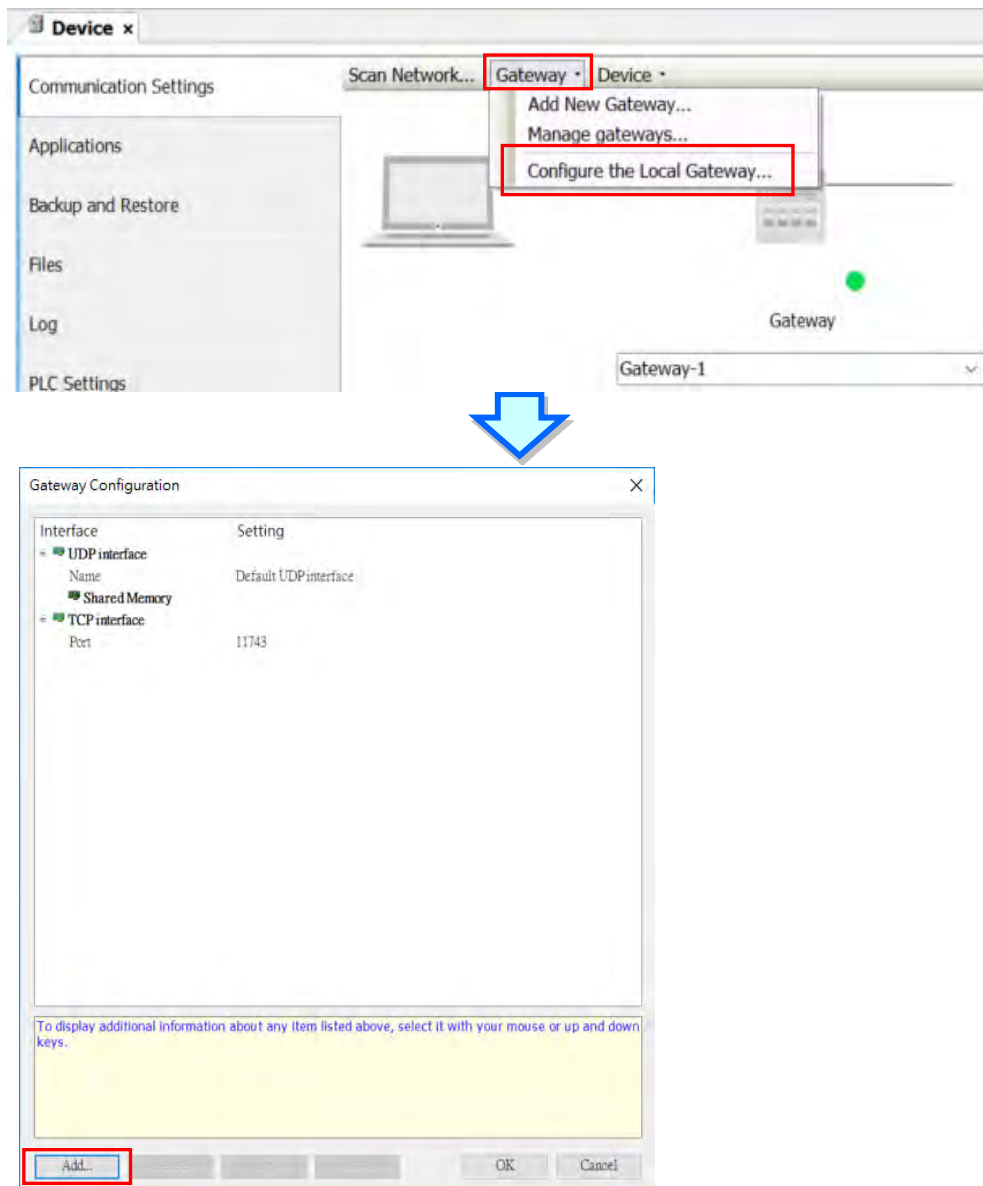 Device x
Communication Settings
Scan Network... Gateway Device
Add New Gateway...
Manage gateways...
Configure the Local Gateway...
Applications
Backup and Restore
Files
Log
Gateway
PLC Settings
Gateway-1
Gateway Configuration
Interface Setting
UDP interface
Name Default UDP interface
Shared Memory
TCP interface
Port 11743
To display additional information about any item listed above, select it with your mouse or up and down
keys.
Add... OK Cancel